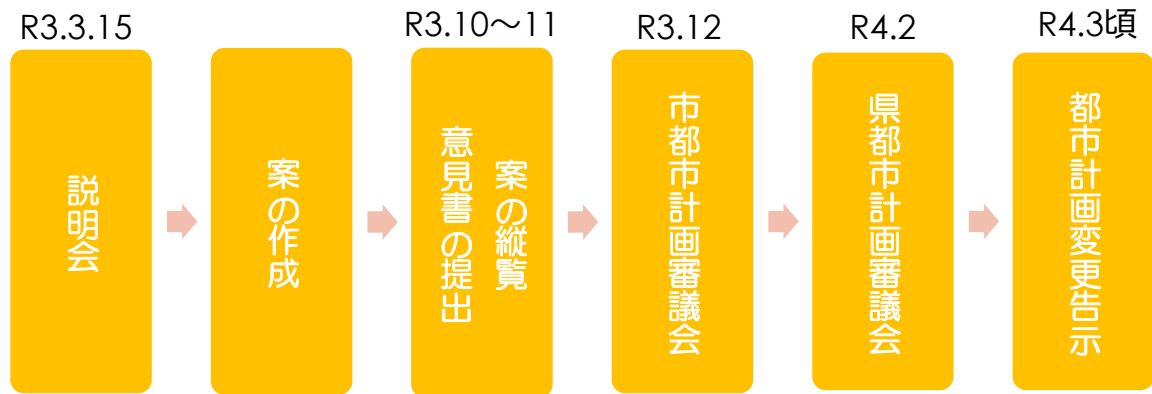 R3.3.15
説明会
案の作成
R3.10～11
案の縦覧
意見書の提出
R3.12
市都市計画審議会
R4.2
県都市計画審議会
R4.3頃
都市計画変更告示